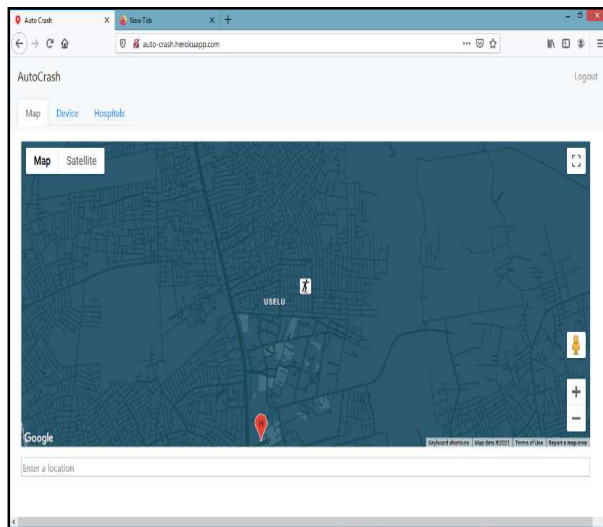 Auto Crash X New Tab X +
auto-crash.herokuapp.com
AutoCrash Logout
Map Device Hospitals
Map Satellite
USELU
H
Google
Keyboard shortcuts Map data ©2021 Terms of Use Report a map error
Enter a location